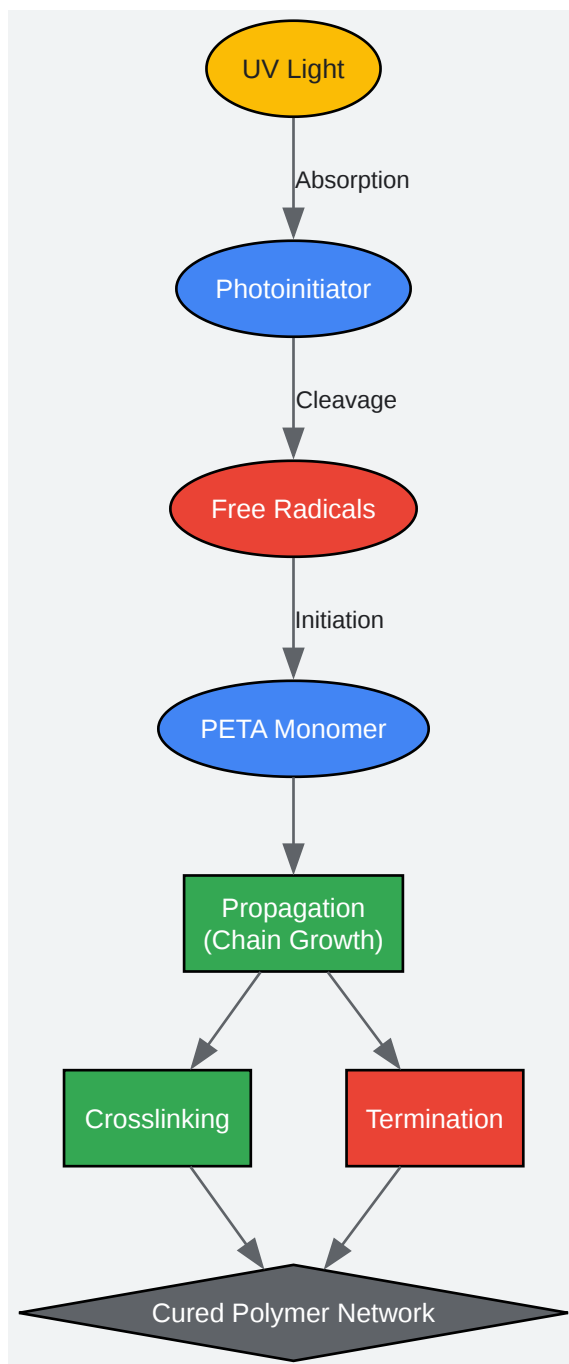 UV Light
Absorption
Photoinitiator
Cleavage
Free Radicals
Initiation
PETA Monomer
Propagation
(Chain Growth)
Crosslinking
Termination
Cured Polymer Network